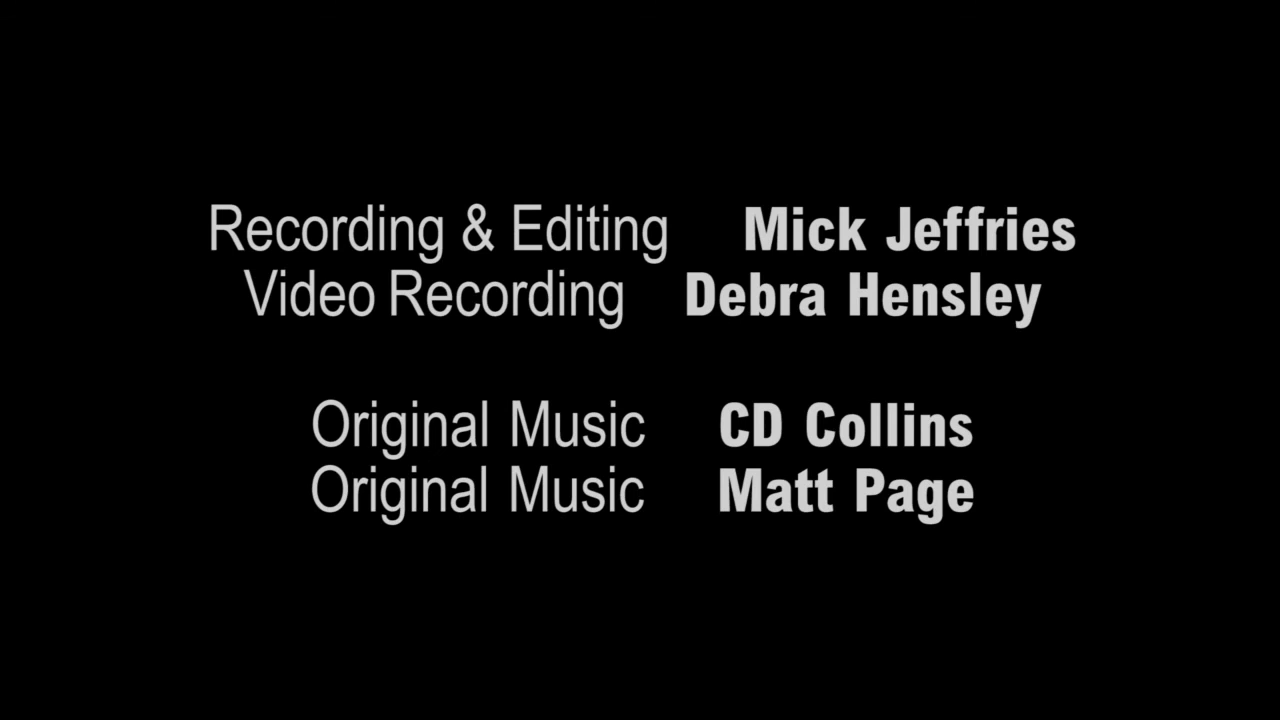 Recording & Editing Mick Jeffries
Video Recording Debra Hensley
Original Music CD Collins
Original Music Matt Page